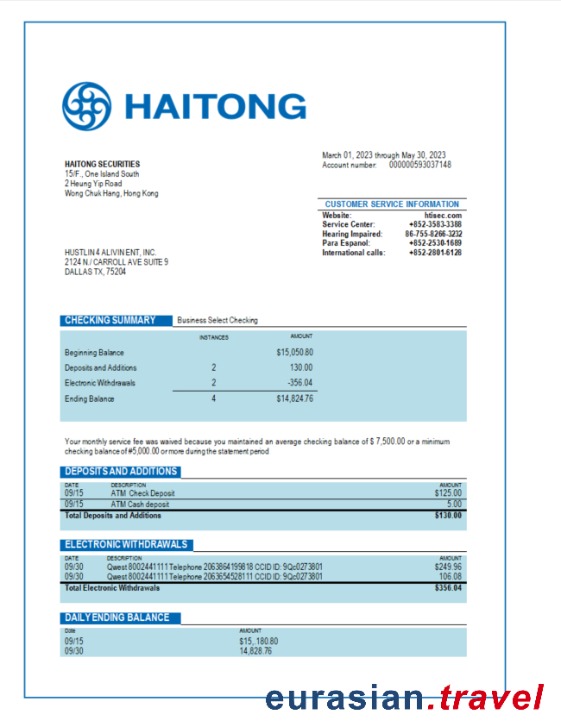 HAITONG
March 01, 2023 through May 30, 2023
Account number: 000000593037148
HAITONG SECURITIES
15/F., One Island South
2 Heung Yip Road
Wong Chuk Hang, Hong Kong
CUSTOMER SERVICE INFORMATION
Website: htisec.com
Service Center: +852-3583-3388
Hearing Impaired: 86-755-8266-3232
Para Espanol: +852-2530-1689
International calls: +852-2801-6128
HUSTLIN 4 ALIVIN ENT, INC.
2124 N./ CARROLL AVE SUITE 9
DALLAS TX, 75204
CHECKING SUMMARY Business Select Checking
INSTANCES AMOUNT
Beginning Balance $15,050.80
Deposits and Additions 2 130.00
Electronic Withdrawals 2 -356.04
Ending Balance 4 $14,824.76
Your monthly service fee was waived because you maintained an average checking balance of $ 7,500.00 or a minimum
checking balance of #5,000.00 or more during the statement period
DEPOSITS AND ADDITIONS
DATE DESCRIPTION AMOUNT
09/15 ATM Check Deposit $125.00
09/15 ATM Cash deposit 5.00
Total Deposits and Additions $130.00
ELECTRONIC WITHDRAWALS
DATE DESCRIPTION AMOUNT
09/30 Qwest 8002441111 Telephone 2063864199818 CCID ID: 9Qc0273801 $249.96
09/30 Qwest 8002441111 Telephone 2063654528111 CCID ID: 9Qc0273801 106.08
Total Electronic Withdrawals $356.04
DAILY ENDING BALANCE
Date AMOUNT
09/15 $15, 180.80
09/30 14,828.76
eurasian.travel